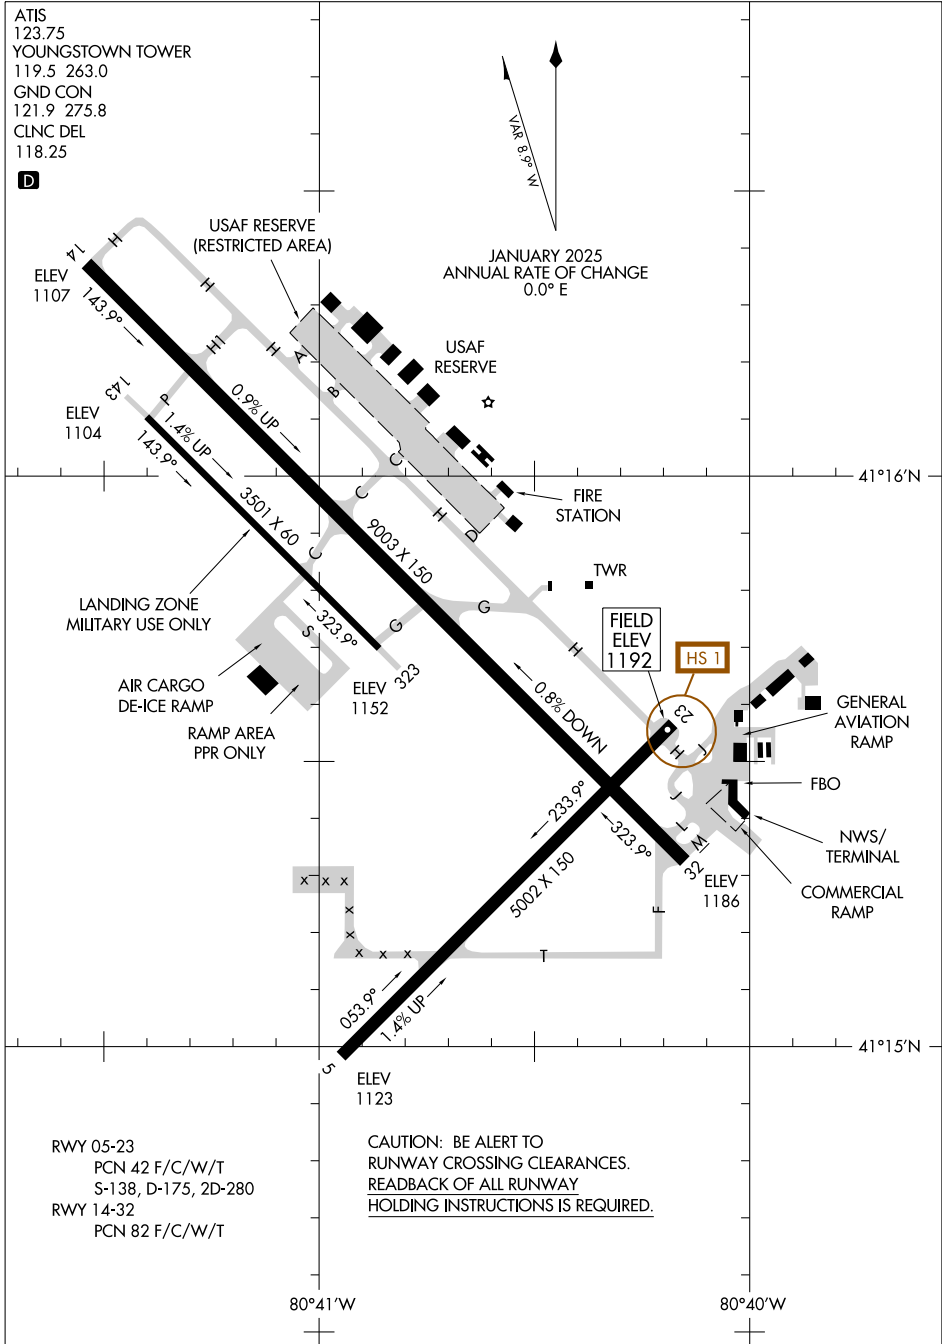 ATIS
123.75
YOUNGSTOWN TOWER
119.5 263.0
GND CON
121.9 275.8
CLNC DEL
118.25
D
VAR 8.9° W
JANUARY 2025
ANNUAL RATE OF CHANGE
0.0° E
USAF RESERVE
(RESTRICTED AREA)
H
14
ELEV
1107
143.9°
H
H1
H
A
B
USAF
RESERVE
143
ELEV
1104
P
1.4% UP
143.9°
0.9% UP
C
C
41°16'N
3501 X 60
9003 X 150
H
D
FIRE
STATION
C
TWR
LANDING ZONE
MILITARY USE ONLY
S
323.9°
G
G
H
FIELD
ELEV
1192
HS 1
AIR CARGO
DE-ICE RAMP
323
ELEV
1152
RAMP AREA
PPR ONLY
0.8% DOWN
23
H
J
GENERAL
AVIATION
RAMP
FBO
J
L
M
233.9°
323.9°
32
ELEV
1186
NWS/
TERMINAL
COMMERCIAL
RAMP
5002 X 150
F
x x x
x
x
x x x
T
053.9°
1.4% UP
5
ELEV
1123
41°15'N
RWY 05-23
PCN 42 F/C/W/T
S-138, D-175, 2D-280
RWY 14-32
PCN 82 F/C/W/T
CAUTION: BE ALERT TO
RUNWAY CROSSING CLEARANCES.
READBACK OF ALL RUNWAY
HOLDING INSTRUCTIONS IS REQUIRED.
80°41'W
80°40'W